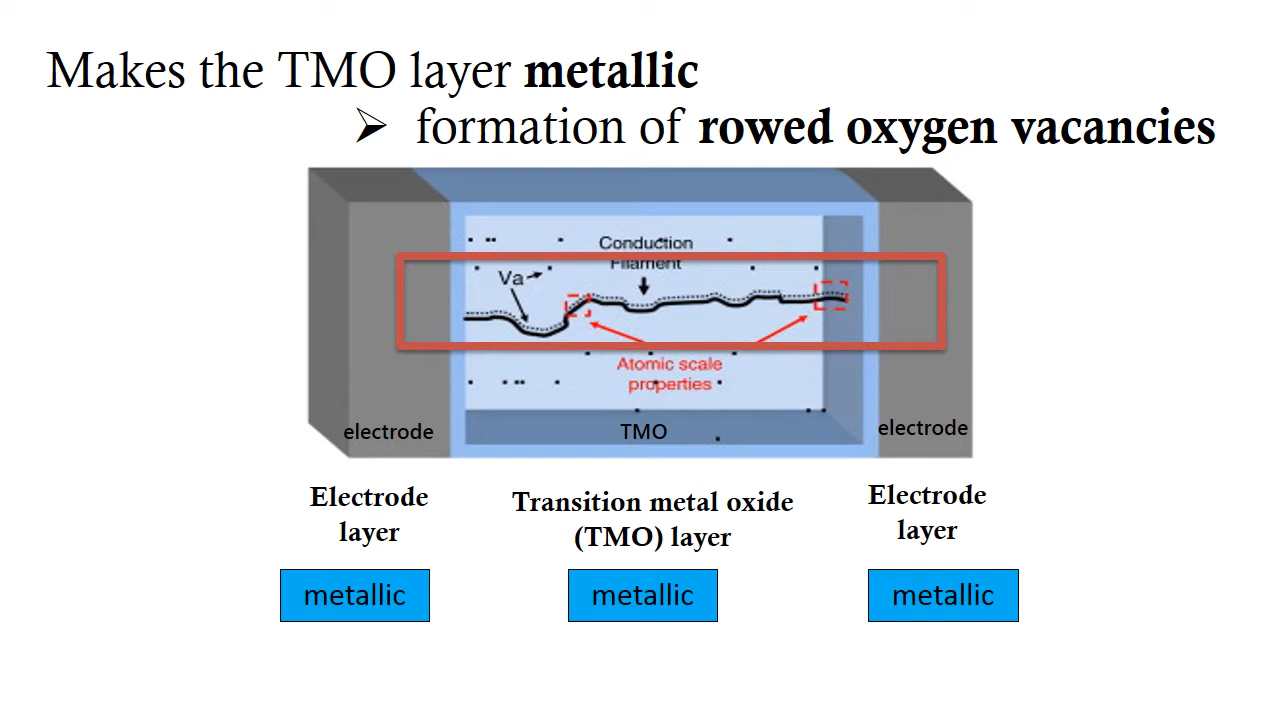 Makes the TMO layer metallic
➢ formation of rowed oxygen vacancies
Conduction
Filament
Va
Atomic scale
properties
electrode
TMO
electrode
Electrode
layer
Transition metal oxide
(TMO) layer
Electrode
layer
metallic
metallic
metallic